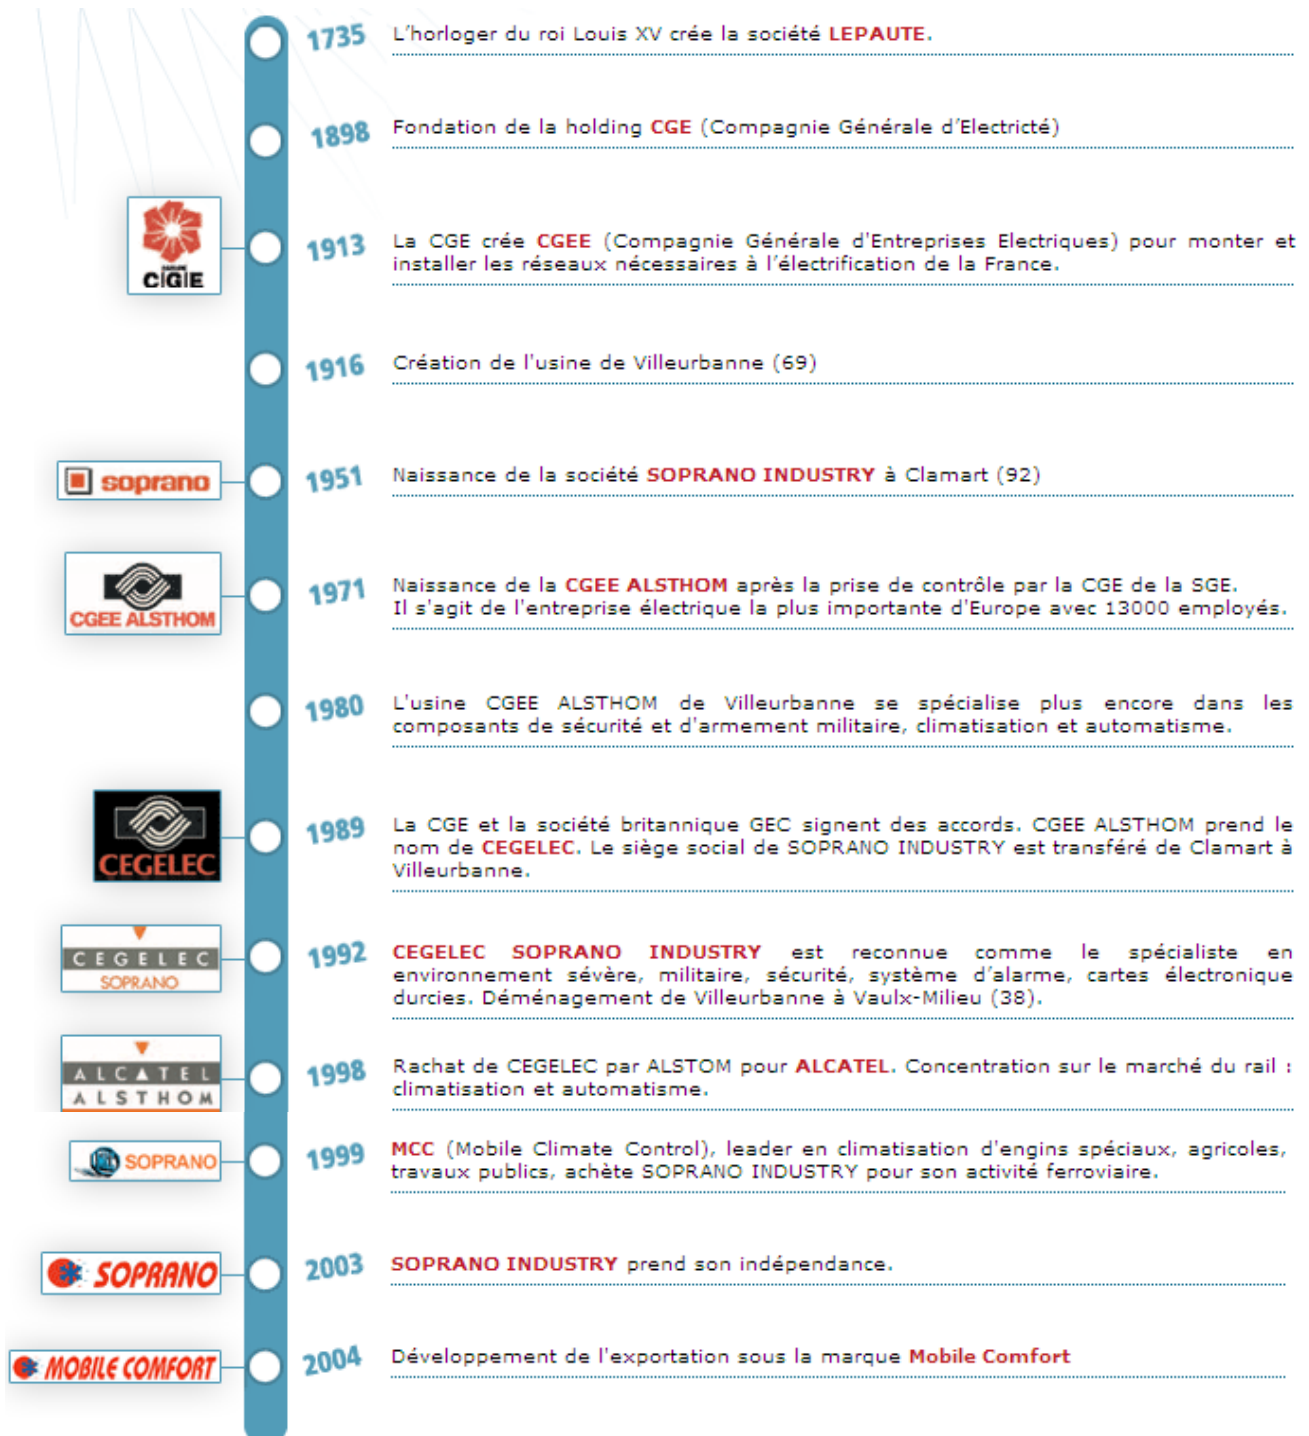 1735 L’horloger du roi Louis XV crée la société LEPAUTE.
1898 Fondation de la holding CGE (Compagnie Générale d’Electricté)
CGE
1913 La CGE crée CGEE (Compagnie Générale d'Entreprises Electriques) pour monter et
installer les réseaux nécessaires à l’électrification de la France.
1916 Création de l'usine de Villeurbanne (69)
soprano
1951 Naissance de la société SOPRANO INDUSTRY à Clamart (92)
CGEE ALSTHOM
1971 Naissance de la CGEE ALSTHOM après la prise de contrôle par la CGE de la SGE.
Il s'agit de l'entreprise électrique la plus importante d'Europe avec 13000 employés.
1980 L'usine CGEE ALSTHOM de Villeurbanne se spécialise plus encore dans les
composants de sécurité et d'armement militaire, climatisation et automatisme.
CEGELEC
1989 La CGE et la société britannique GEC signent des accords. CGEE ALSTHOM prend le
nom de CEGELEC. Le siège social de SOPRANO INDUSTRY est transféré de Clamart à
Villeurbanne.
CEGELEC
SOPRANO
1992 CEGELEC SOPRANO INDUSTRY est reconnue comme le spécialiste en
environnement sévère, militaire, sécurité, système d’alarme, cartes électronique
durcies. Déménagement de Villeurbanne à Vaulx-Milieu (38).
ALCATEL
ALSTHOM
1998 Rachat de CEGELEC par ALSTOM pour ALCATEL. Concentration sur le marché du rail :
climatisation et automatisme.
SOPRANO
1999 MCC (Mobile Climate Control), leader en climatisation d'engins spéciaux, agricoles,
travaux publics, achète SOPRANO INDUSTRY pour son activité ferroviaire.
SOPRANO
2003 SOPRANO INDUSTRY prend son indépendance.
MOBILE COMFORT
2004 Développement de l'exportation sous la marque Mobile Comfort